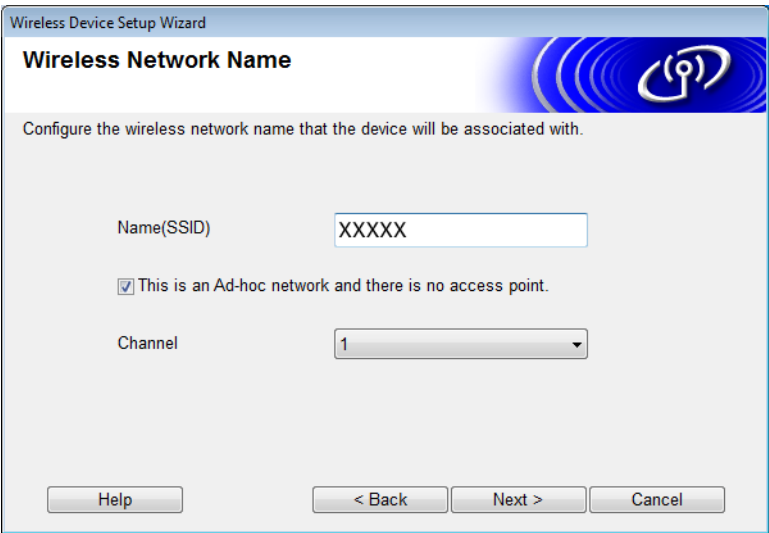 Wireless Device Setup Wizard
Wireless Network Name
Configure the wireless network name that the device will be associated with.
Name(SSID) XXXXX
This is an Ad-hoc network and there is no access point.
Channel 1
Help < Back Next > Cancel